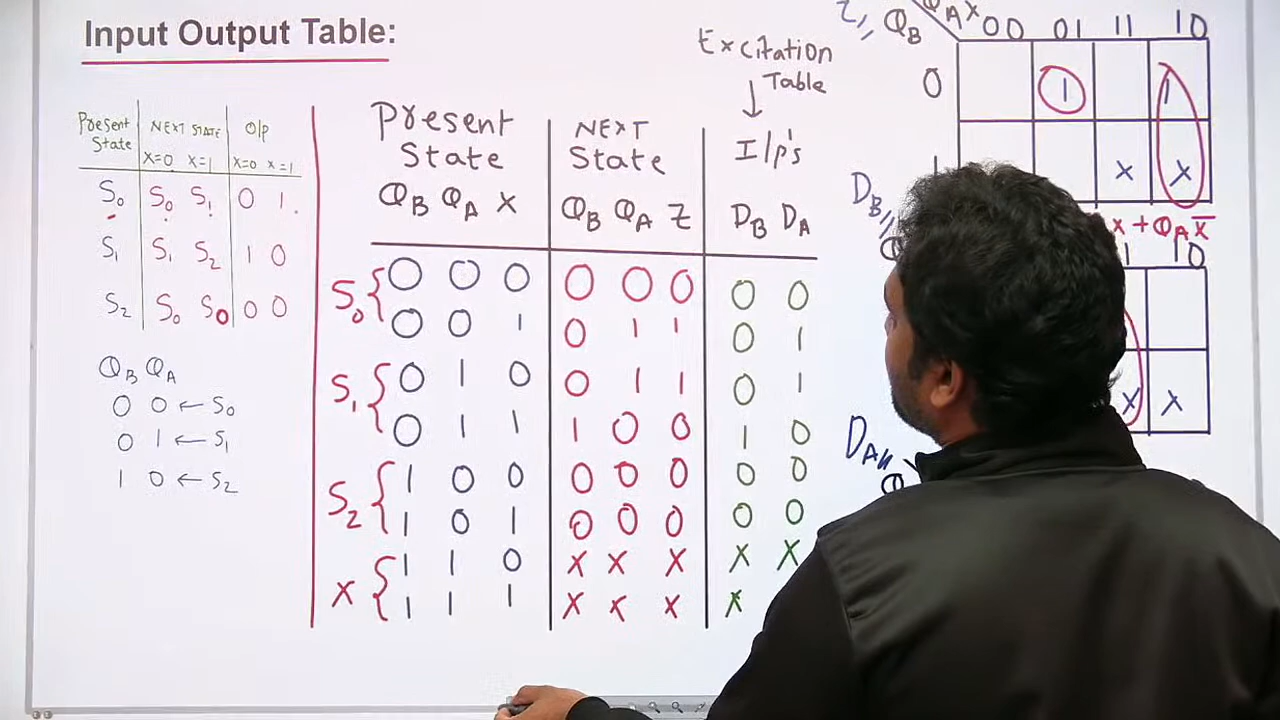 Input Output Table:
Present State | NEXT STATE | O/p
X=0 X=1 | X=0 X=1
S0 | S0 S1 | 0 1
S1 | S1 S2 | 1 0
S2 | S0 S0 | 0 0
QB QA
0 0 ← S0
0 1 ← S1
1 0 ← S2
Excitation
Table
↓
Present State | NEXT State | I/p's
QB QA X | QB QA Z | DB DA
S0 { 0 0 0 | 0 0 0 | 0 0
0 0 1 | 0 1 1 | 0 1
S1 { 0 1 0 | 0 1 1 | 0 1
0 1 1 | 1 0 0 | 1 0
S2 { 1 0 0 | 0 0 0 | 0 0
1 0 1 | 0 0 0 | 0 0
X { 1 1 0 | X X X | X X
1 1 1 | X X X | X
Z,, QB QA X 00 01 11 10
0 1 1
X X
x + QA x̅
DB,,
10
X X
DA,,